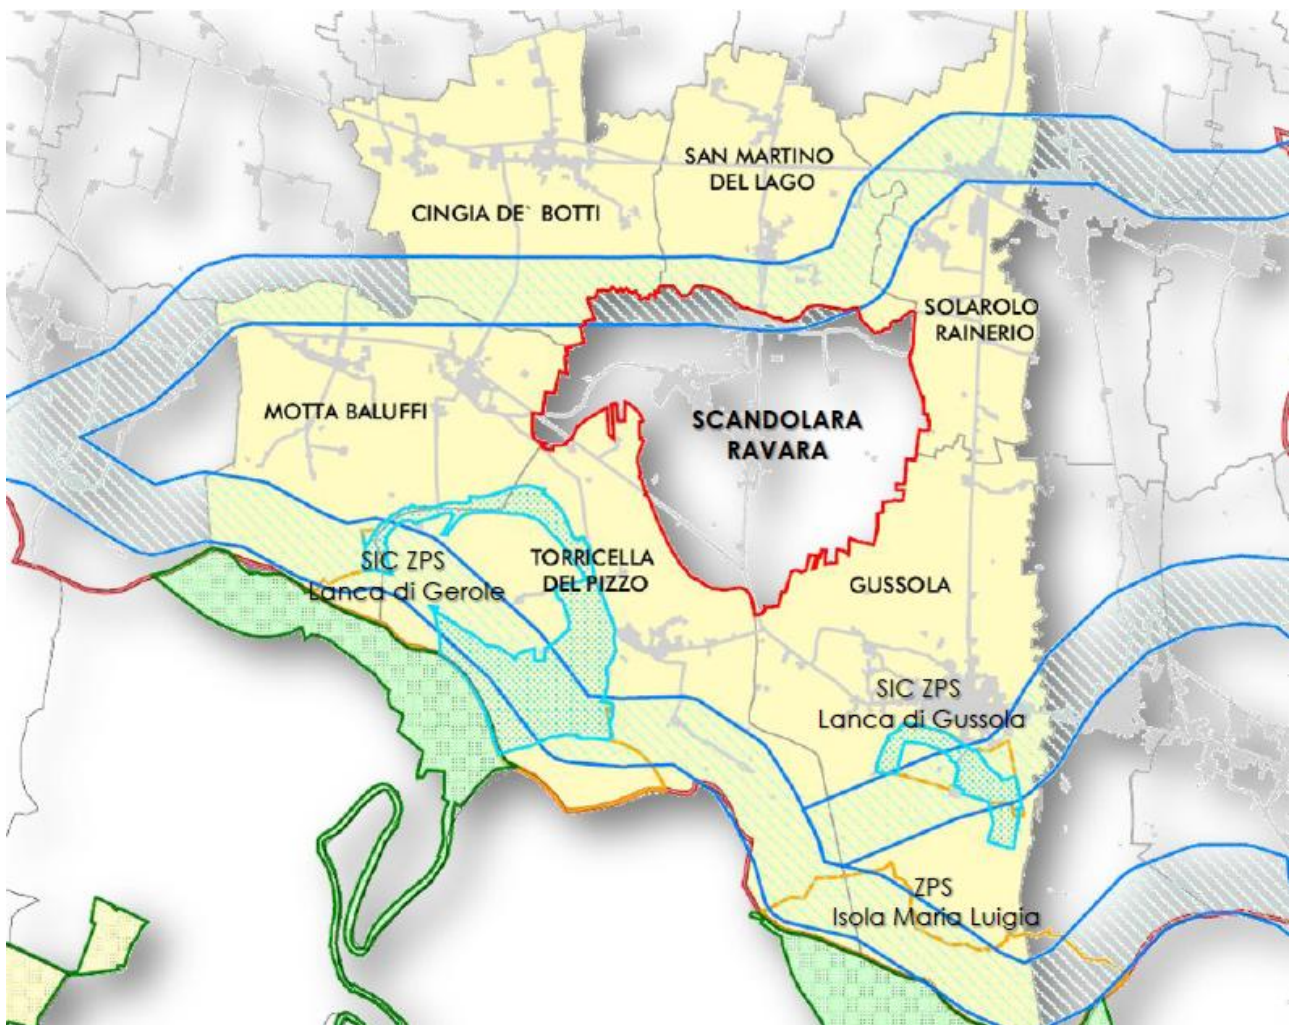 SAN MARTINO
DEL LAGO
CINGIA DE` BOTTI
SOLAROLO
RAINERIO
MOTTA BALUFFI
SCANDOLARA
RAVARA
SIC ZPS
Lanca di Gerole
TORRICELLA
DEL PIZZO
GUSSOLA
SIC ZPS
Lanca di Gussola
ZPS
Isola Maria Luigia